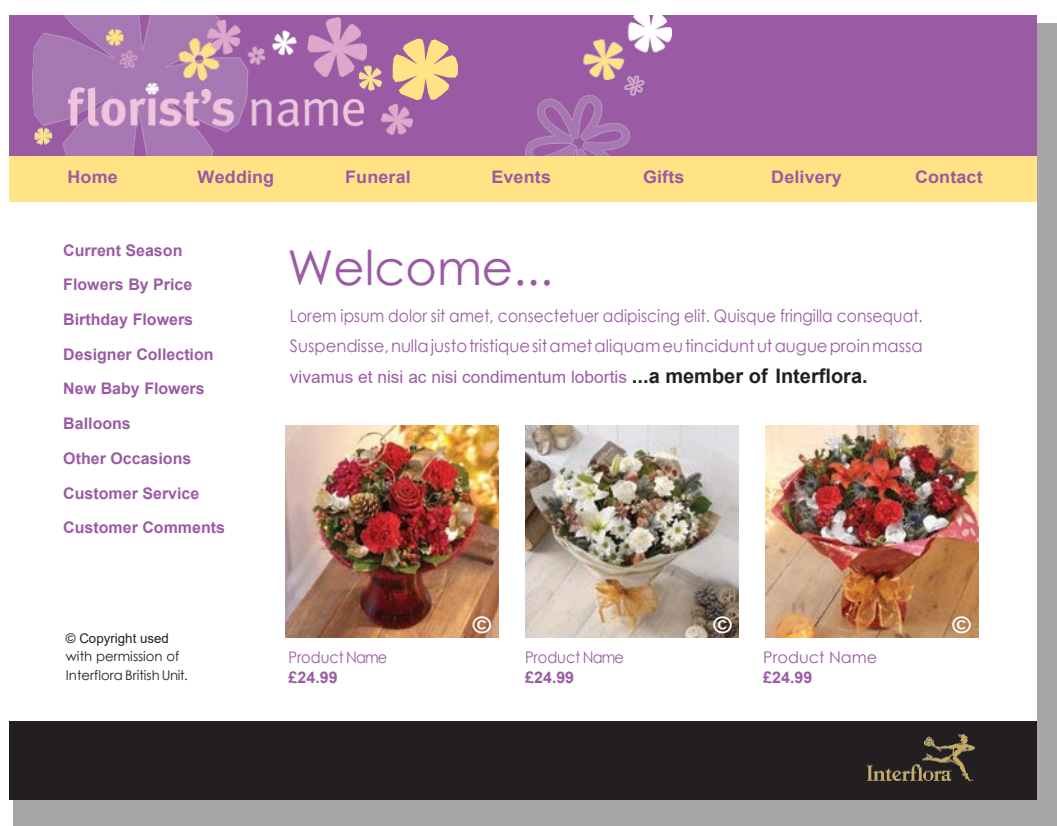 florist's name
Home Wedding Funeral Events Gifts Delivery Contact
Current Season
Flowers By Price
Birthday Flowers
Designer Collection
New Baby Flowers
Balloons
Other Occasions
Customer Service
Customer Comments
© Copyright used
with permission of
Interflora British Unit.
Welcome...
Lorem ipsum dolor sit amet, consectetuer adipiscing elit. Quisque fringilla consequat.
Suspendisse, nulla justo tristique sit amet aliquam eu tincidunt ut augue proin massa
vivamus et nisi ac nisi condimentum lobortis ...a member of Interflora.
© © ©
Product Name Product Name Product Name
£24.99 £24.99 £24.99
Interflora